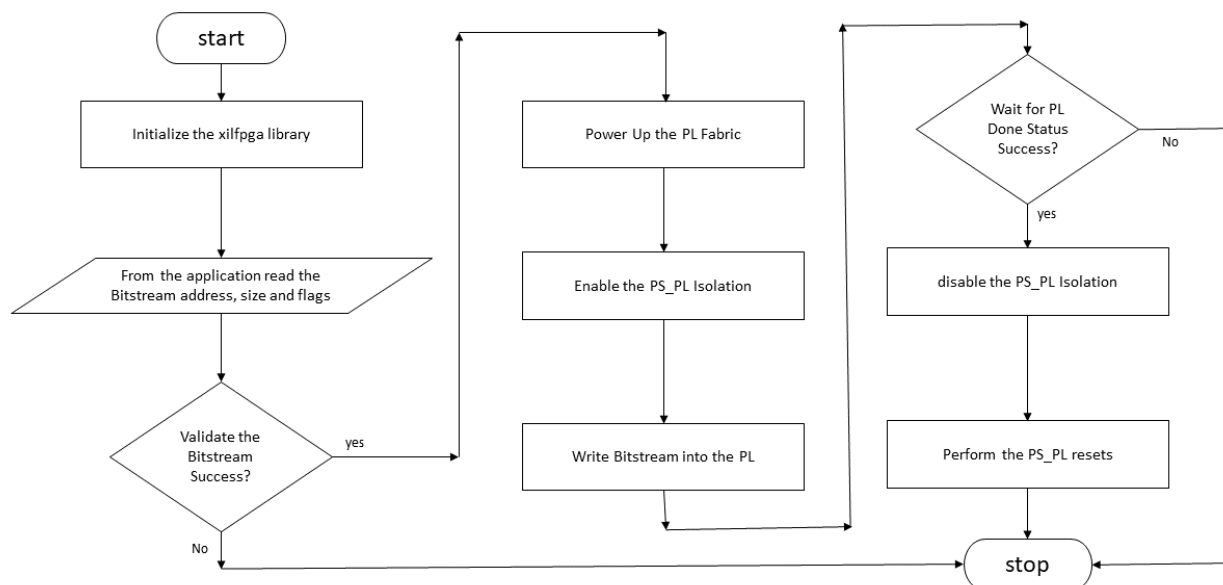 start
Initialize the xilfpga library
From the application read the
Bitstream address, size and flags
Validate the
Bitstream
Success?
yes
No
Power Up the PL Fabric
Enable the PS_PL Isolation
Write Bitstream into the PL
Wait for PL
Done Status
Success?
No
yes
disable the PS_PL Isolation
Perform the PS_PL resets
stop